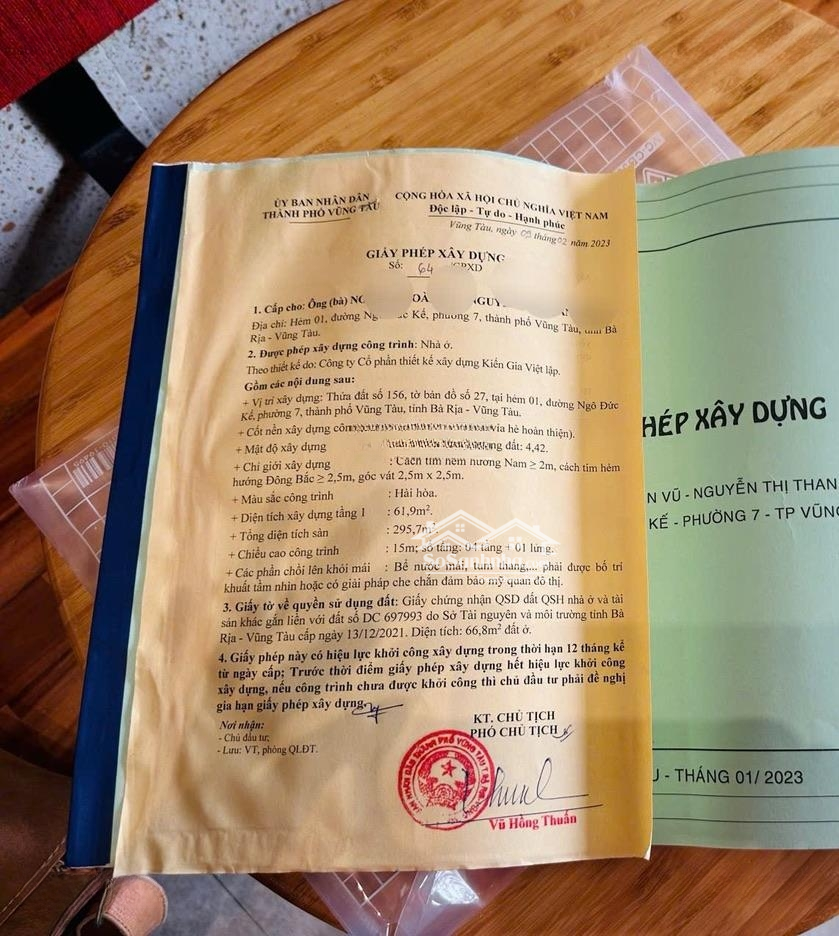 ỦY BAN NHÂN DÂN
THÀNH PHỐ VŨNG TÀU
CỘNG HÒA XÃ HỘI CHỦ NGHĨA VIỆT NAM
Độc lập - Tự do - Hạnh phúc
Vũng Tàu, ngày 09 tháng 02 năm 2023
GIẤY PHÉP XÂY DỰNG
Số: 64 /GPXD
1. Cấp cho: Ông (bà)
Địa chỉ: Hẻm 01, đường Kế, phường 7, thành phố Vũng Tàu, tỉnh Bà
Rịa - Vũng Tàu.
2. Được phép xây dựng công trình: Nhà ở.
Theo thiết kế do: Công ty Cổ phần thiết kế xây dựng Kiến Gia Việt lập.
Gồm các nội dung sau:
+ Vị trí xây dựng: Thửa đất số 156, tờ bản đồ số 27, tại hẻm 01, đường Ngô Đức
Kế, phường 7, thành phố Vũng Tàu, tỉnh Bà Rịa - Vũng Tàu.
+ Cốt nền xây dựng vỉa hè hoàn thiện).
+ Mật độ xây dựng đất: 4,42.
+ Chỉ giới xây dựng : Cách tim hẻm hướng Nam ≥ 2m, cách tim hẻm
hướng Đông Bắc ≥ 2,5m, góc vát 2,5m x 2,5m.
+ Màu sắc công trình : Hài hòa.
+ Diện tích xây dựng tầng 1 : 61,9m².
+ Tổng diện tích sàn : 295,7m².
+ Chiều cao công trình : 15m; số tầng: 04 tầng + 01 lửng.
+ Các phần chồi lên khỏi mái : Bể nước mái, tum thang,... phải được bố trí
khuất tầm nhìn hoặc có giải pháp che chắn đảm bảo mỹ quan đô thị.
3. Giấy tờ về quyền sử dụng đất: Giấy chứng nhận QSD đất QSH nhà ở và tài
sản khác gắn liền với đất số DC 697993 do Sở Tài nguyên và môi trường tỉnh Bà
Rịa - Vũng Tàu cấp ngày 13/12/2021. Diện tích: 66,8m² đất ở.
4. Giấy phép này có hiệu lực khởi công xây dựng trong thời hạn 12 tháng kể
từ ngày cấp; Trước thời điểm giấy phép xây dựng hết hiệu lực khởi công
xây dựng, nếu công trình chưa được khởi công thì chủ đầu tư phải đề nghị
gia hạn giấy phép xây dựng.
Nơi nhận:
- Chủ đầu tư;
- Lưu: VT, phòng QLĐT.
KT. CHỦ TỊCH
PHÓ CHỦ TỊCH
Vũ Hồng Thuấn
HÉP XÂY DỰNG
N VŨ - NGUYỄN THỊ THAN
KẾ - PHƯỜNG 7 - TP VŨNG
U - THÁNG 01/ 2023